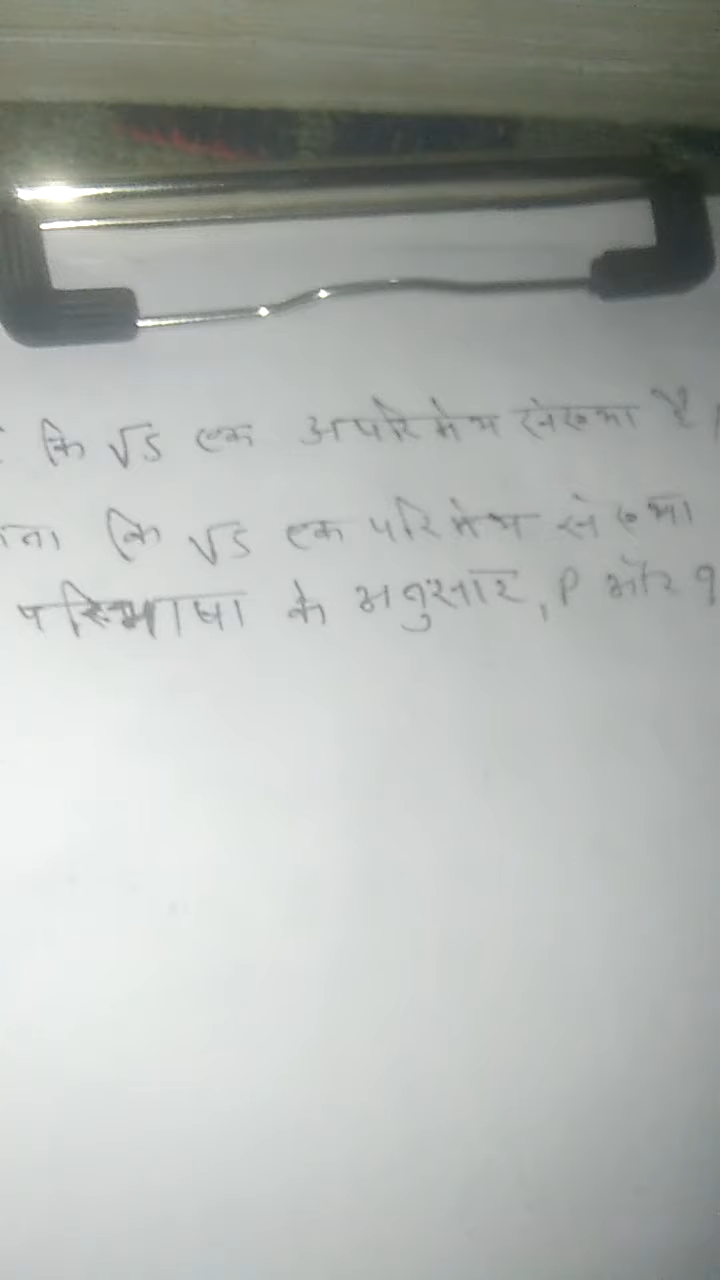 कि √5 एक अपरिमेय संख्या है।
ना कि √5 एक परिमेय संख्या
परिभाषा के अनुसार, p और q